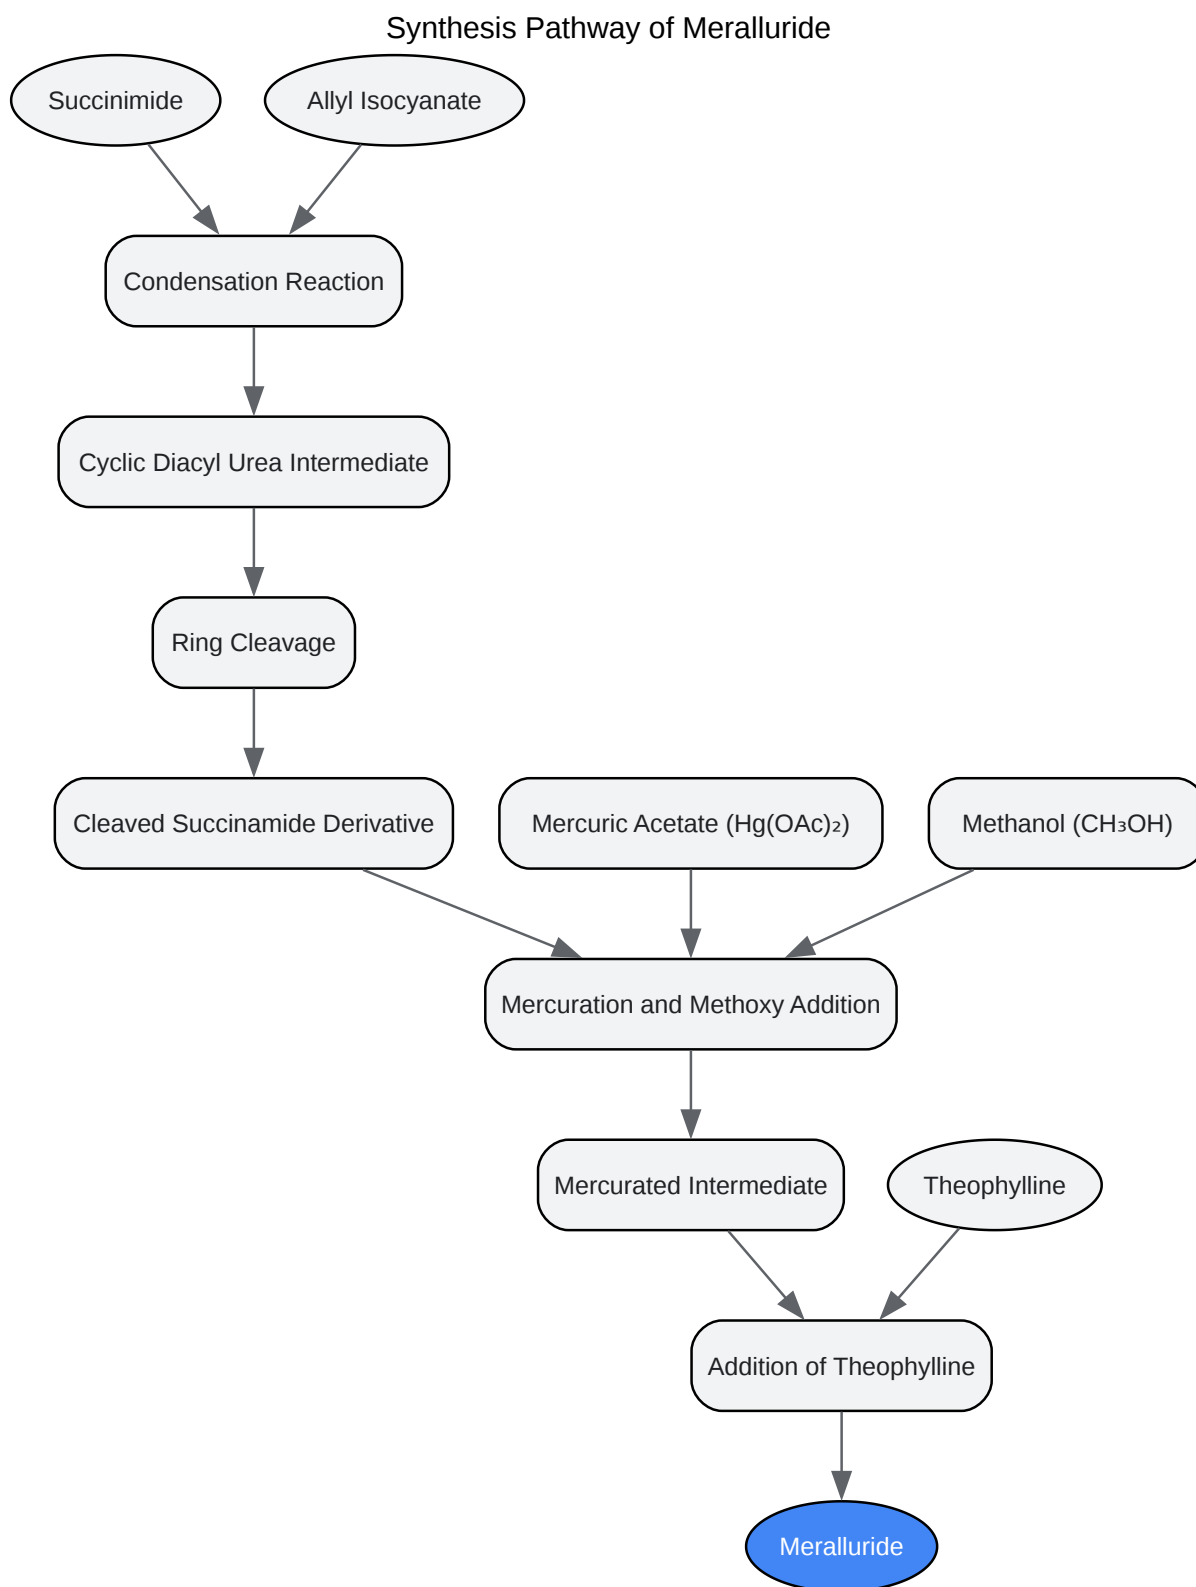 Synthesis Pathway of Meralluride
Succinimide
Allyl Isocyanate
Condensation Reaction
Cyclic Diacyl Urea Intermediate
Ring Cleavage
Cleaved Succinamide Derivative
Mercuric Acetate (Hg(OAc)₂)
Methanol (CH₃OH)
Mercuration and Methoxy Addition
Mercurated Intermediate
Theophylline
Addition of Theophylline
Meralluride